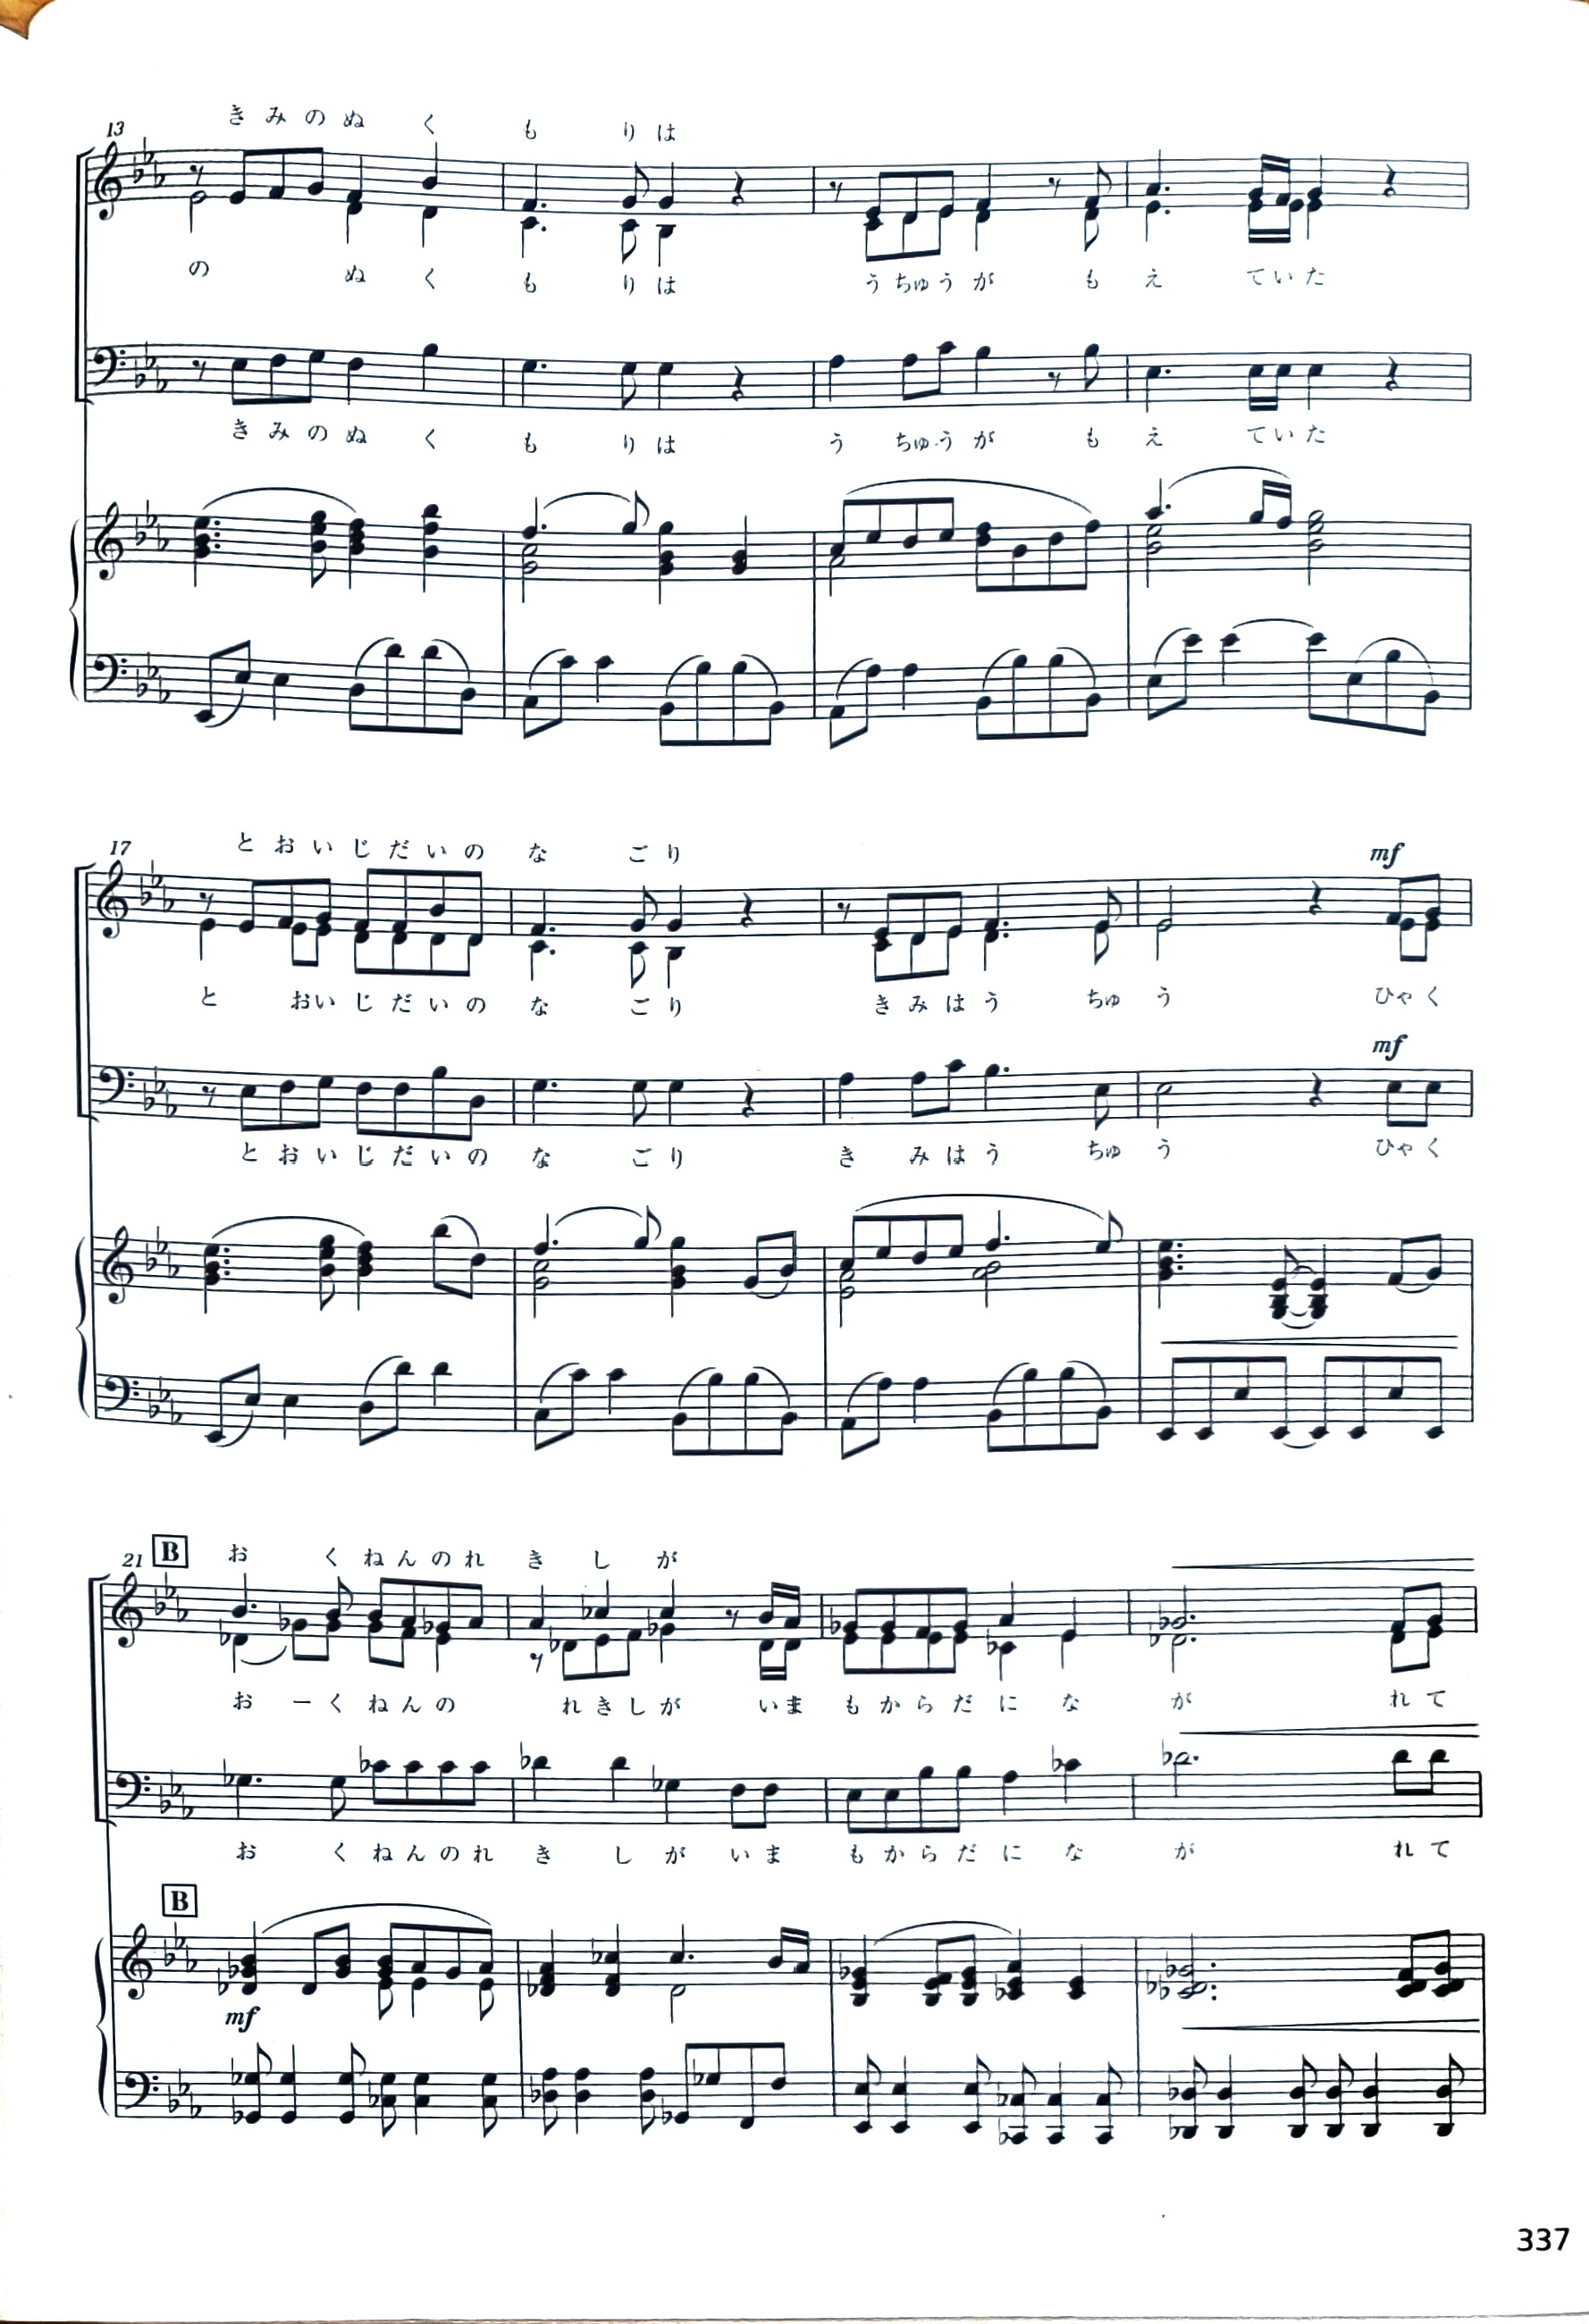 13
きみのぬく もりは
の ぬく もりは うちゅうが も え ていた
きみのぬく もりは う ちゅうが も え ていた
17
とおいじだいの な ごり
mf
と おいじだいの な ごり きみはう ちゅ う ひゃく
mf
とおいじだいの な ごり き みはう ちゅ う ひゃく
21 B
お くねんのれ き し が
お ーくねんの れきしが いま もからだに な が れて
お くねんのれ き し が いま もからだに な が れて
B
mf
337